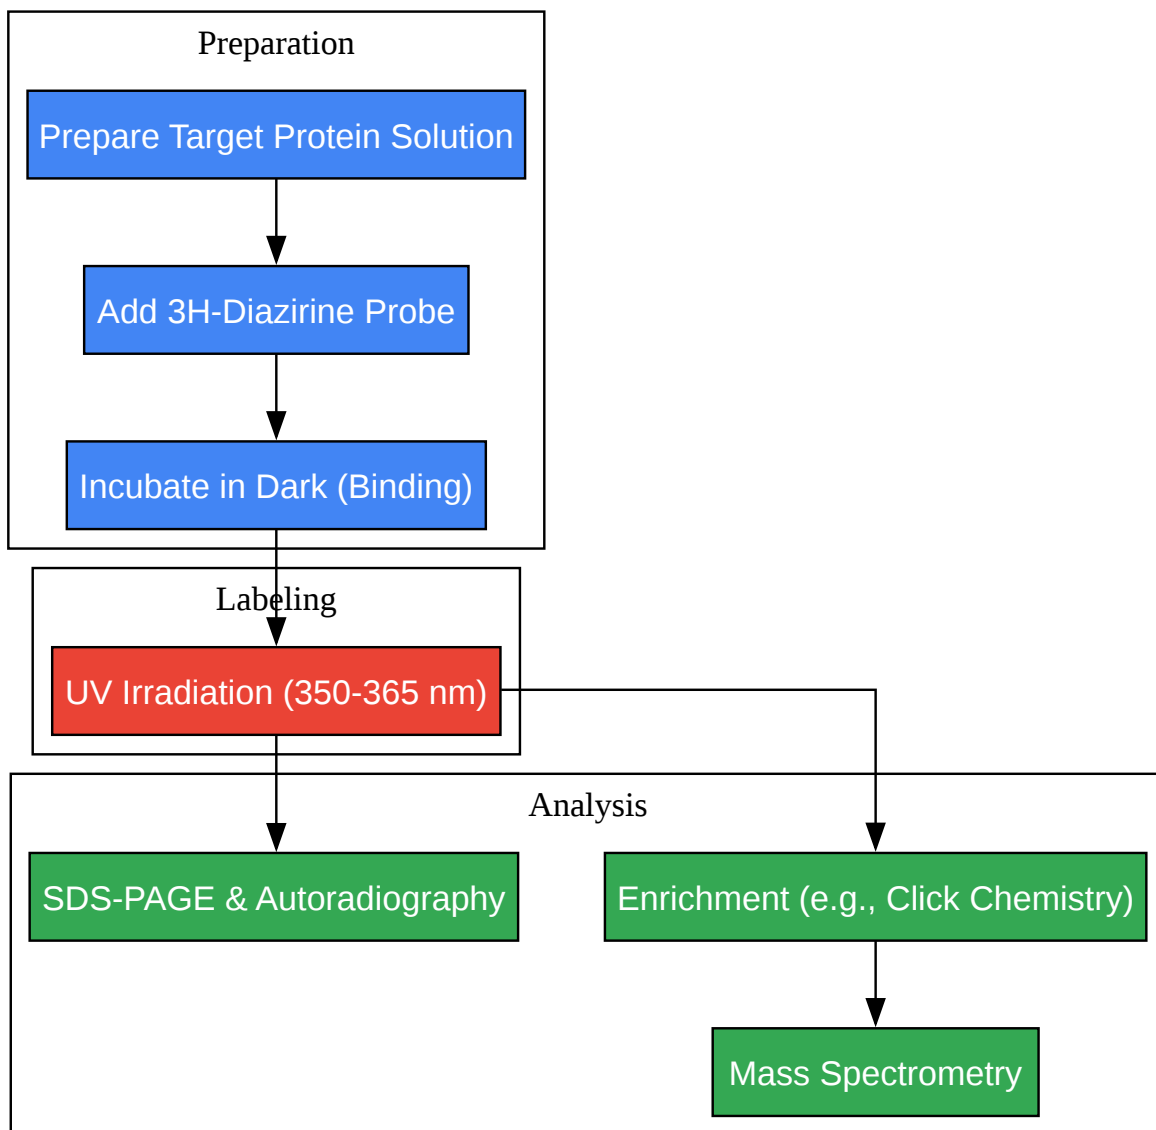 Preparation
Prepare Target Protein Solution
Add 3H-Diazirine Probe
Incubate in Dark (Binding)
Labeling
UV Irradiation (350-365 nm)
Analysis
SDS-PAGE & Autoradiography
Enrichment (e.g., Click Chemistry)
Mass Spectrometry